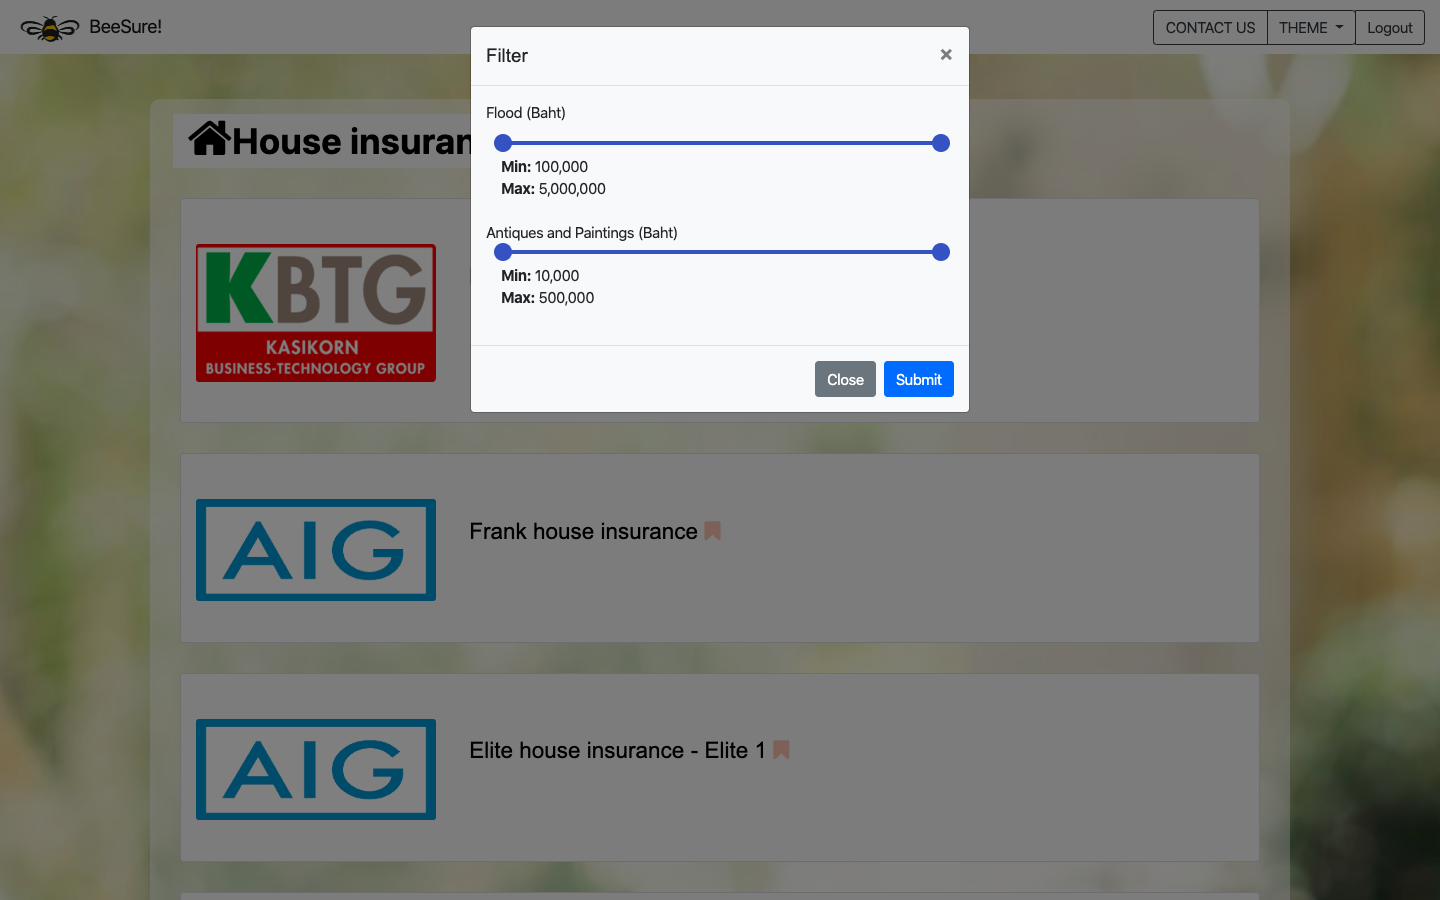 BeeSure!
CONTACT US
THEME
Logout
Filter
×
Flood (Baht)
Min: 100,000
Max: 5,000,000
Antiques and Paintings (Baht)
Min: 10,000
Max: 500,000
Close
Submit
House insuran
KBTG
KASIKORN
BUSINESS-TECHNOLOGY GROUP
AIG
Frank house insurance
AIG
Elite house insurance - Elite 1